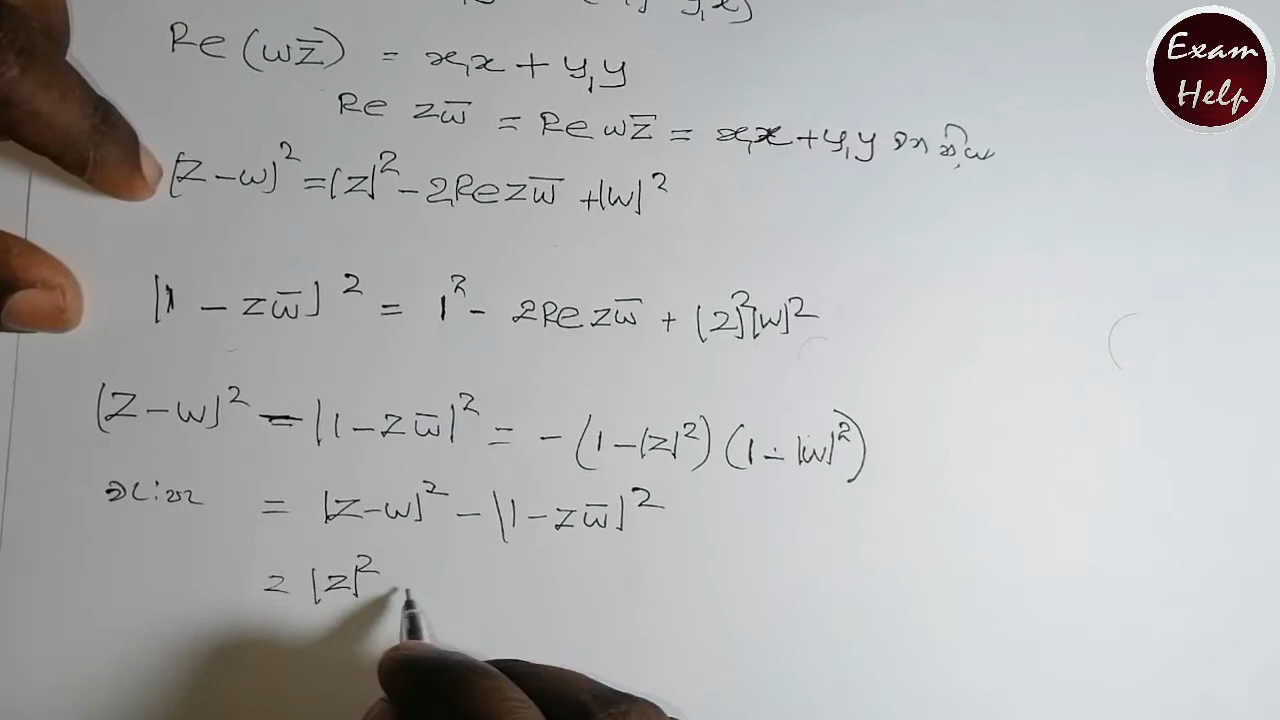 Re(wz̄) = x₁x + y₁y
Re zw̄ = Re wz̄ = x₁x + y₁y
|z-w|² = |z|² - 2Re zw̄ + |w|²
|1 - zw̄|² = 1² - 2Re zw̄ + |z|²|w|²
|z-w|² - |1-zw̄|² = -(1-|z|²)(1-|w|²)
= |z-w|² - |1-zw̄|²
= |z|²
Exam
Help